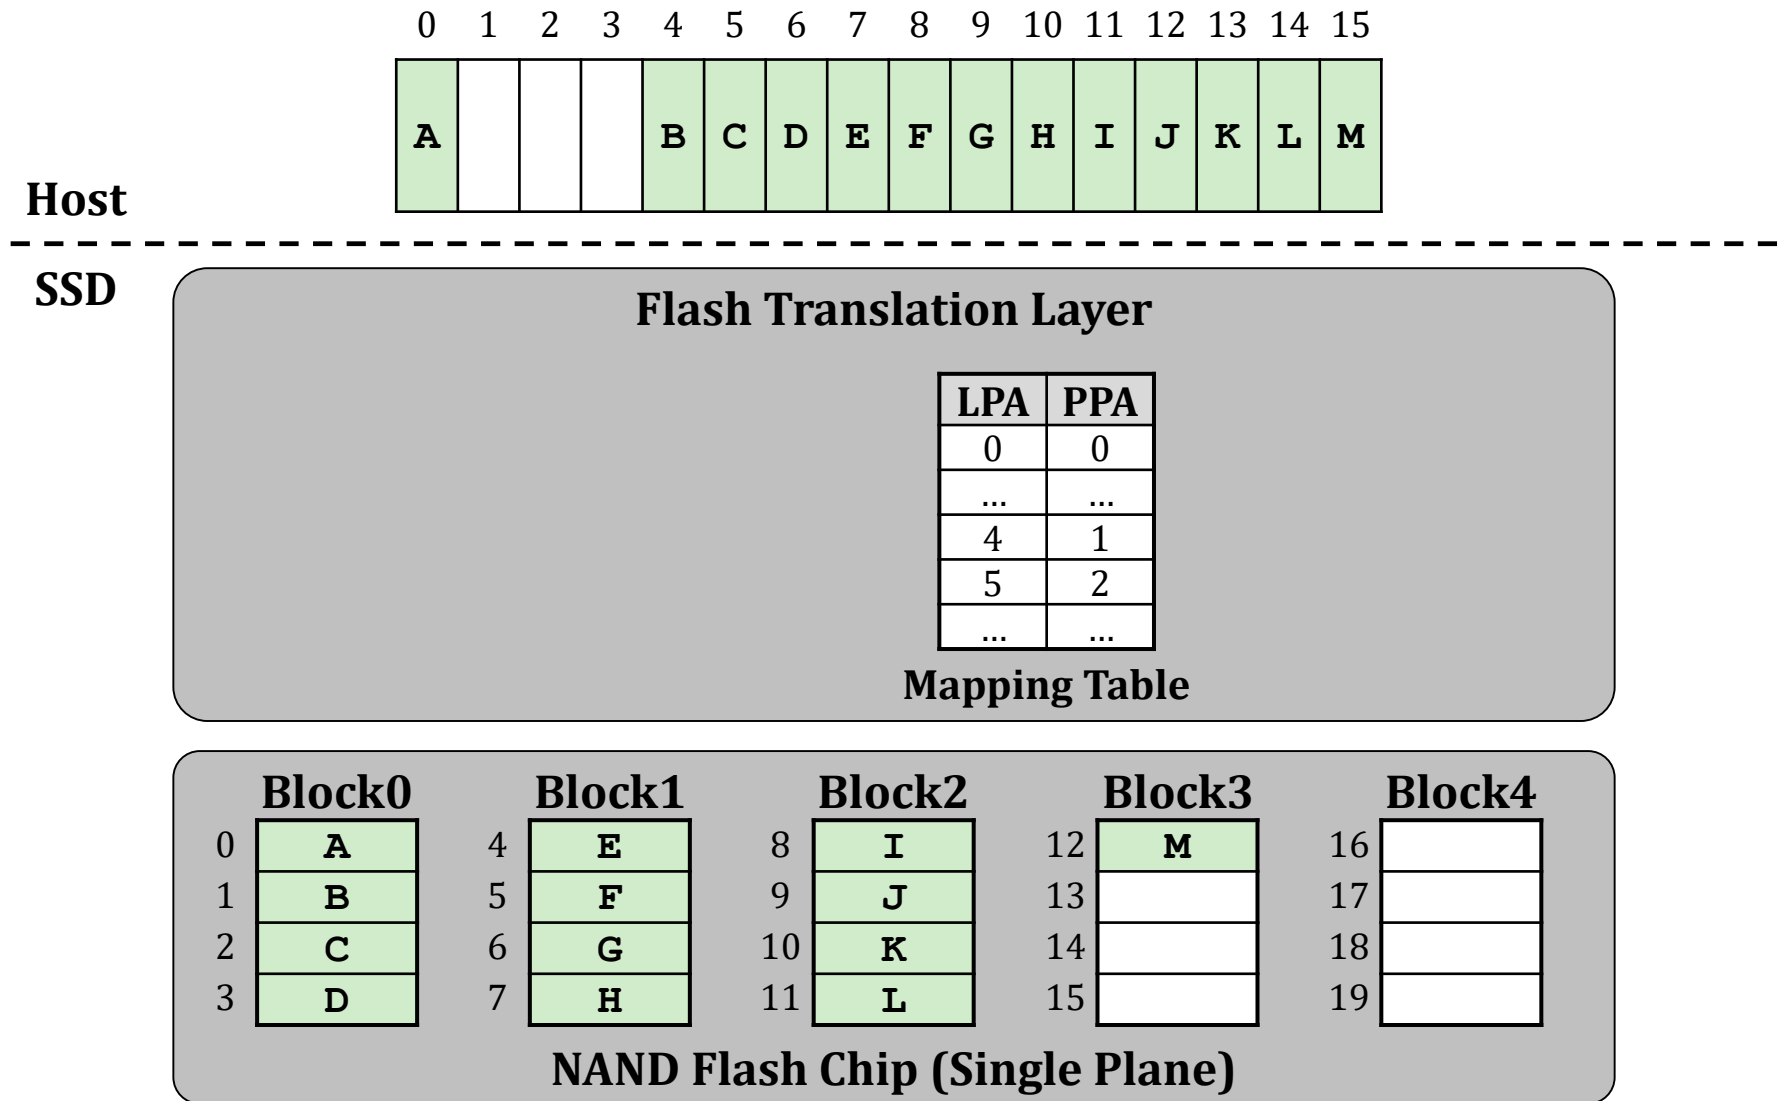 0 1 2 3 4 5 6 7 8 9 10 11 12 13 14 15
A B C D E F G H I J K L M
Host
SSD
Flash Translation Layer
LPA PPA
0 0
... ...
4 1
5 2
... ...
Mapping Table
Block0 Block1 Block2 Block3 Block4
0 A 4 E 8 I 12 M 16
1 B 5 F 9 J 13 17
2 C 6 G 10 K 14 18
3 D 7 H 11 L 15 19
NAND Flash Chip (Single Plane)